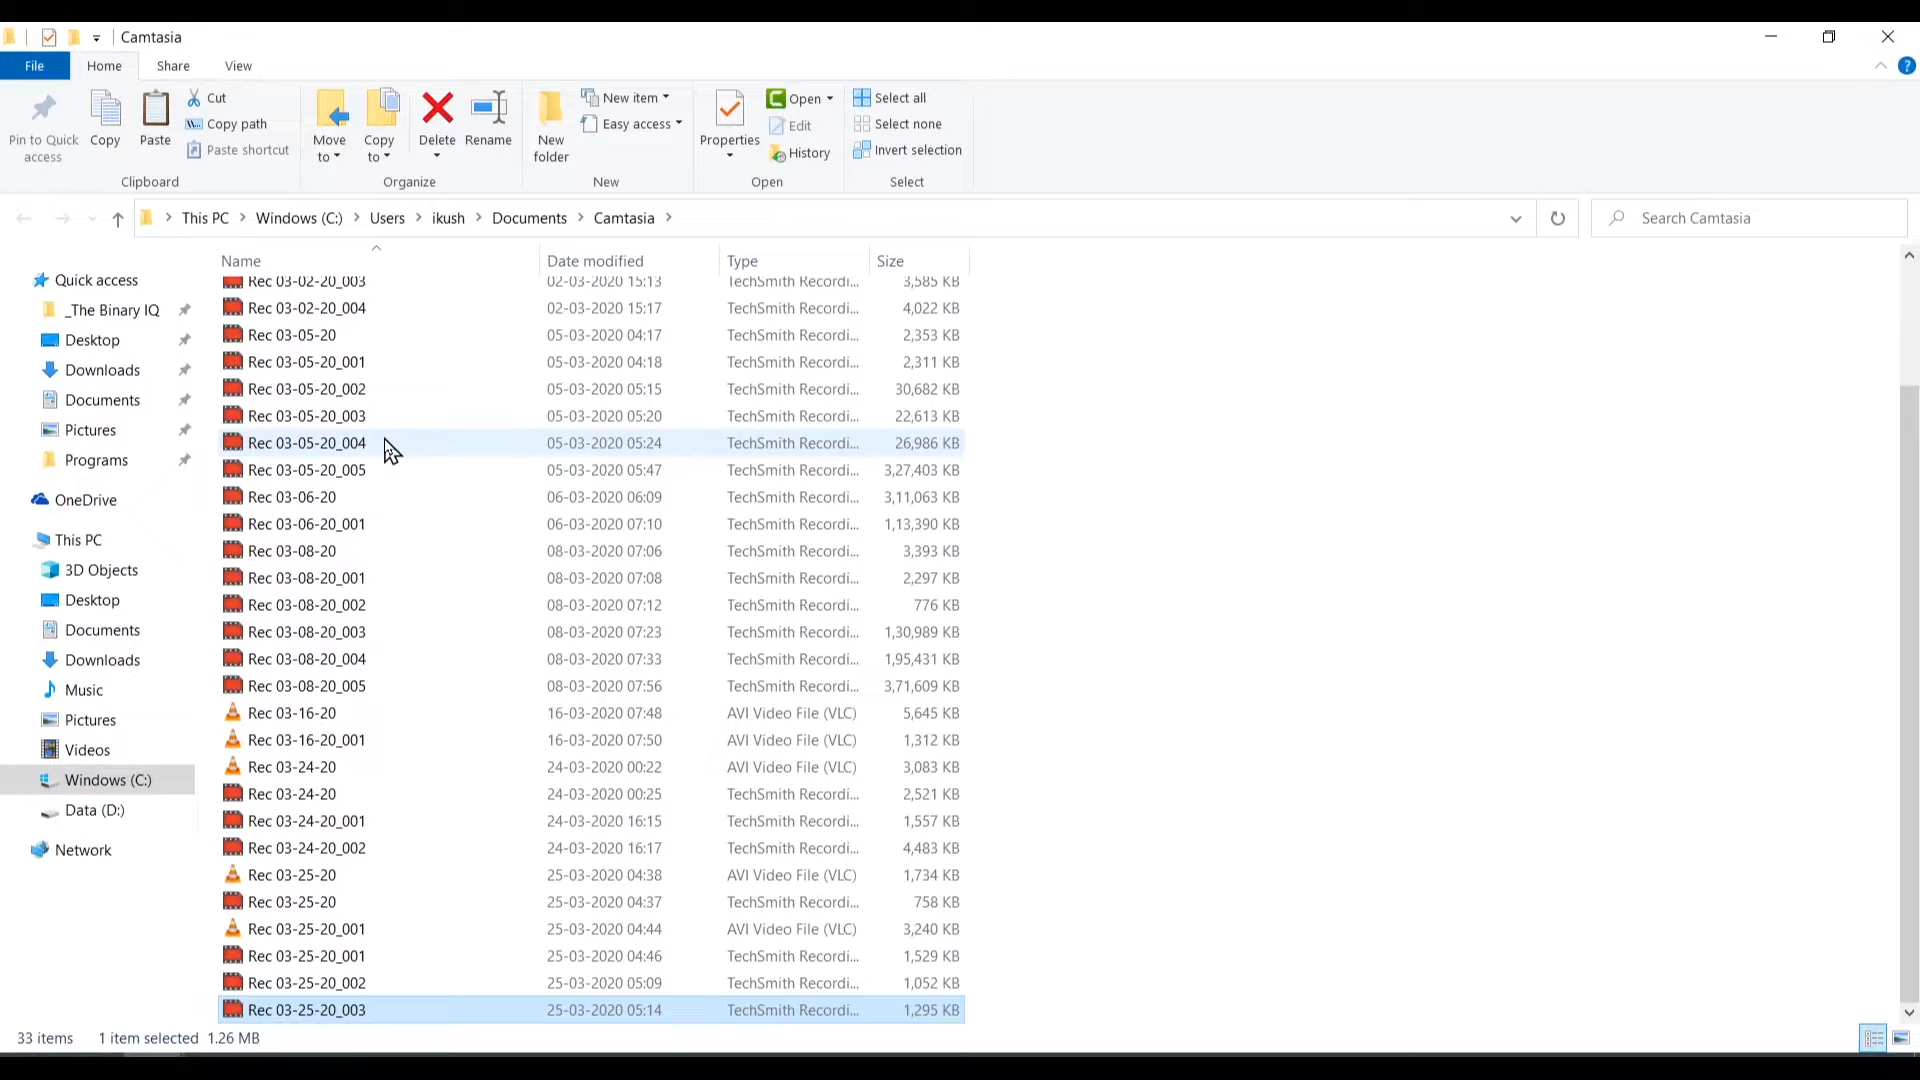 Camtasia
File Home Share View
Pin to Quick access
Copy
Paste
Cut
Copy path
Paste shortcut
Clipboard
Move to
Copy to
Delete
Rename
Organize
New folder
New item
Easy access
New
Properties
Open
Edit
History
Open
Select all
Select none
Invert selection
Select
This PC Windows (C:) Users ikush Documents Camtasia
Search Camtasia
Quick access
_The Binary IQ
Desktop
Downloads
Documents
Pictures
Programs
OneDrive
This PC
3D Objects
Desktop
Documents
Downloads
Music
Pictures
Videos
Windows (C:)
Data (D:)
Network
Name Date modified Type Size
Rec 03-02-20_003 02-03-2020 15:13 TechSmith Recordi... 3,585 KB
Rec 03-02-20_004 02-03-2020 15:17 TechSmith Recordi... 4,022 KB
Rec 03-05-20 05-03-2020 04:17 TechSmith Recordi... 2,353 KB
Rec 03-05-20_001 05-03-2020 04:18 TechSmith Recordi... 2,311 KB
Rec 03-05-20_002 05-03-2020 05:15 TechSmith Recordi... 30,682 KB
Rec 03-05-20_003 05-03-2020 05:20 TechSmith Recordi... 22,613 KB
Rec 03-05-20_004 05-03-2020 05:24 TechSmith Recordi... 26,986 KB
Rec 03-05-20_005 05-03-2020 05:47 TechSmith Recordi... 3,27,403 KB
Rec 03-06-20 06-03-2020 06:09 TechSmith Recordi... 3,11,063 KB
Rec 03-06-20_001 06-03-2020 07:10 TechSmith Recordi... 1,13,390 KB
Rec 03-08-20 08-03-2020 07:06 TechSmith Recordi... 3,393 KB
Rec 03-08-20_001 08-03-2020 07:08 TechSmith Recordi... 2,297 KB
Rec 03-08-20_002 08-03-2020 07:12 TechSmith Recordi... 776 KB
Rec 03-08-20_003 08-03-2020 07:23 TechSmith Recordi... 1,30,989 KB
Rec 03-08-20_004 08-03-2020 07:33 TechSmith Recordi... 1,95,431 KB
Rec 03-08-20_005 08-03-2020 07:56 TechSmith Recordi... 3,71,609 KB
Rec 03-16-20 16-03-2020 07:48 AVI Video File (VLC) 5,645 KB
Rec 03-16-20_001 16-03-2020 07:50 AVI Video File (VLC) 1,312 KB
Rec 03-24-20 24-03-2020 00:22 AVI Video File (VLC) 3,083 KB
Rec 03-24-20 24-03-2020 00:25 TechSmith Recordi... 2,521 KB
Rec 03-24-20_001 24-03-2020 16:15 TechSmith Recordi... 1,557 KB
Rec 03-24-20_002 24-03-2020 16:17 TechSmith Recordi... 4,483 KB
Rec 03-25-20 25-03-2020 04:38 AVI Video File (VLC) 1,734 KB
Rec 03-25-20 25-03-2020 04:37 TechSmith Recordi... 758 KB
Rec 03-25-20_001 25-03-2020 04:44 AVI Video File (VLC) 3,240 KB
Rec 03-25-20_001 25-03-2020 04:46 TechSmith Recordi... 1,529 KB
Rec 03-25-20_002 25-03-2020 05:09 TechSmith Recordi... 1,052 KB
Rec 03-25-20_003 25-03-2020 05:14 TechSmith Recordi... 1,295 KB
33 items 1 item selected 1.26 MB